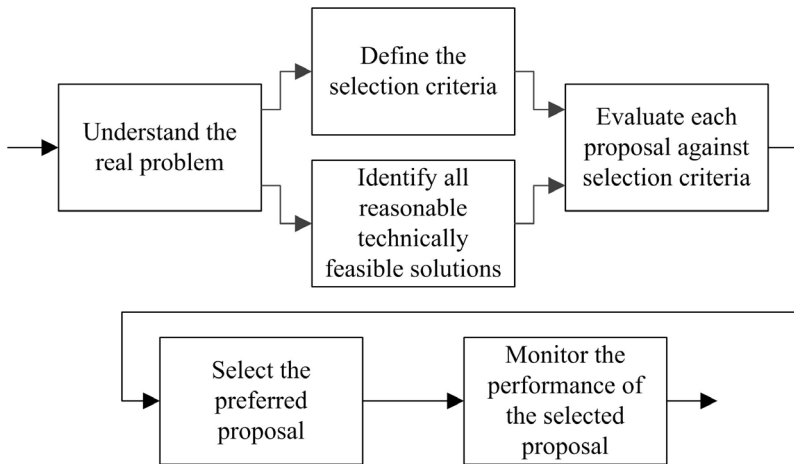 Understand the
real problem
Define the
selection criteria
Identify all
reasonable
technically
feasible solutions
Evaluate each
proposal against
selection criteria
Select the
preferred
proposal
Monitor the
performance of
the selected
proposal